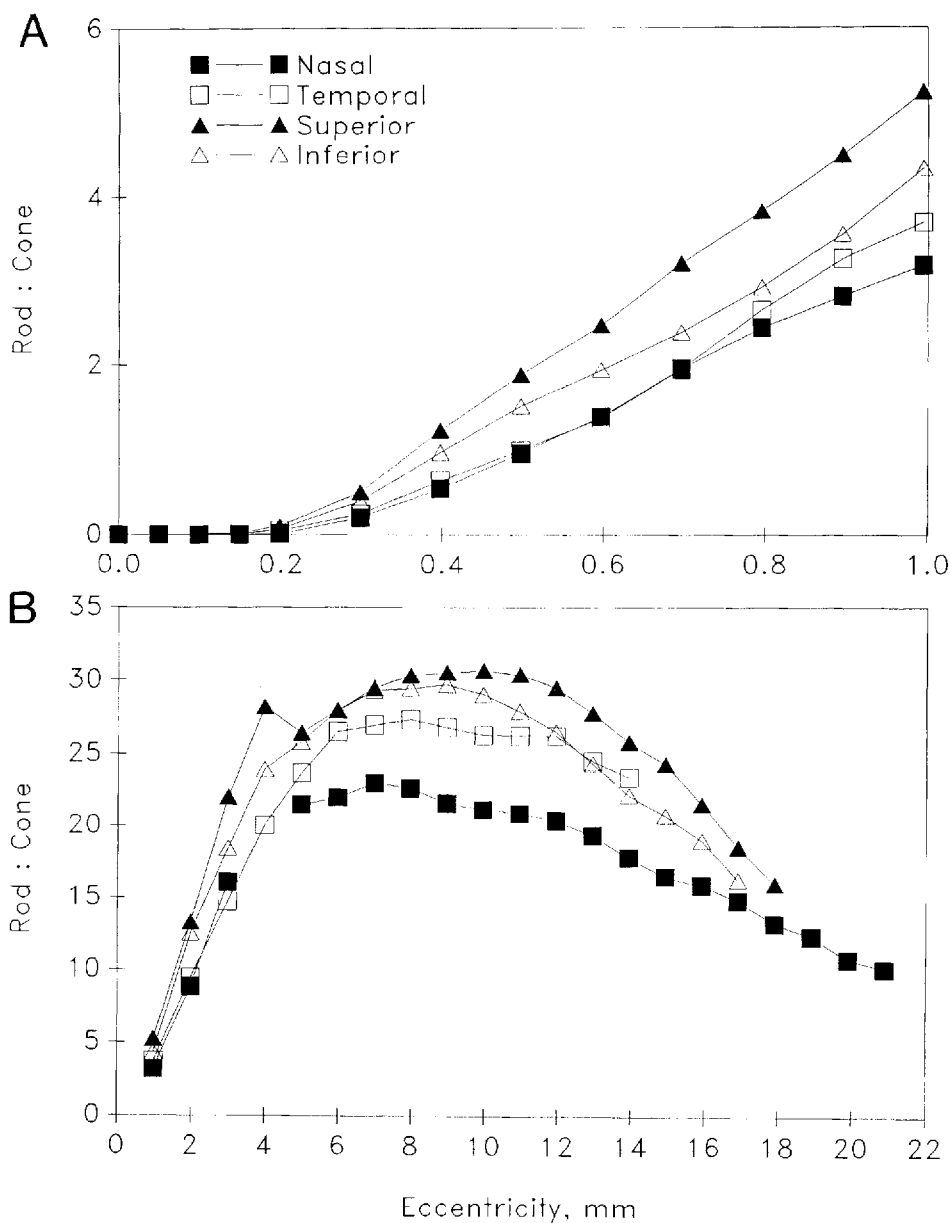 A
6
Nasal
Temporal
Superior
Inferior
4
2
0
Rod : Cone
0.0 0.2 0.4 0.6 0.8 1.0
B
35
30
25
20
15
10
5
0
Rod : Cone
0 2 4 6 8 10 12 14 16 18 20 22
Eccentricity, mm